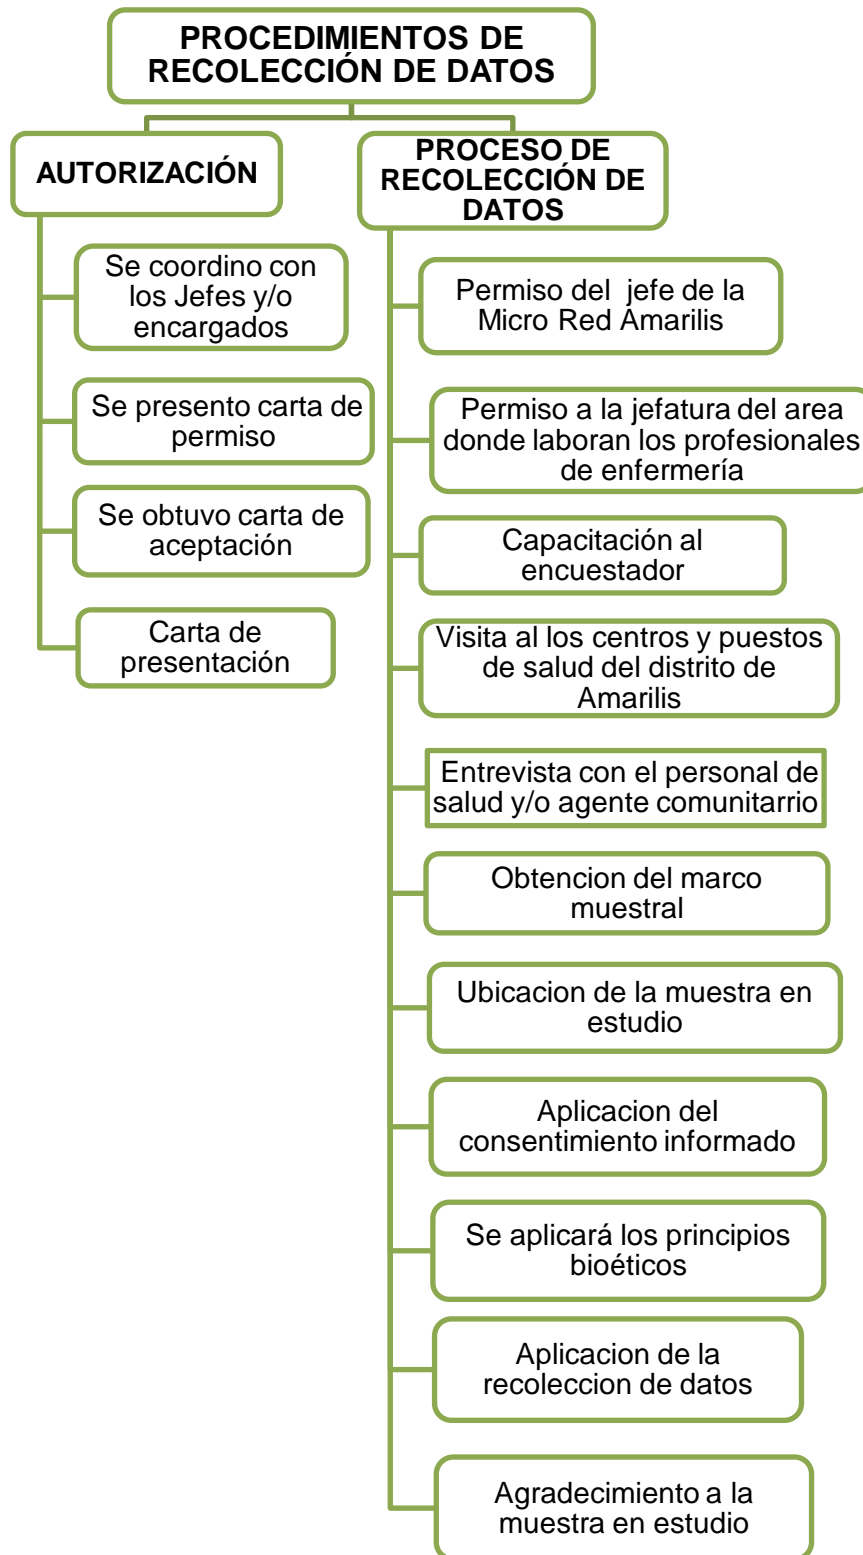 PROCEDIMIENTOS DE
RECOLECCIÓN DE DATOS
AUTORIZACIÓN
Se coordino con
los Jefes y/o
encargados
Se presento carta de
permiso
Se obtuvo carta de
aceptación
Carta de
presentación
PROCESO DE
RECOLECCIÓN DE
DATOS
Permiso del jefe de la
Micro Red Amarilis
Permiso a la jefatura del area
donde laboran los profesionales
de enfermería
Capacitación al
encuestador
Visita al los centros y puestos
de salud del distrito de
Amarilis
Entrevista con el personal de
salud y/o agente comunitarrio
Obtencion del marco
muestral
Ubicacion de la muestra en
estudio
Aplicacion del
consentimiento informado
Se aplicará los principios
bioéticos
Aplicacion de la
recoleccion de datos
Agradecimiento a la
muestra en estudio